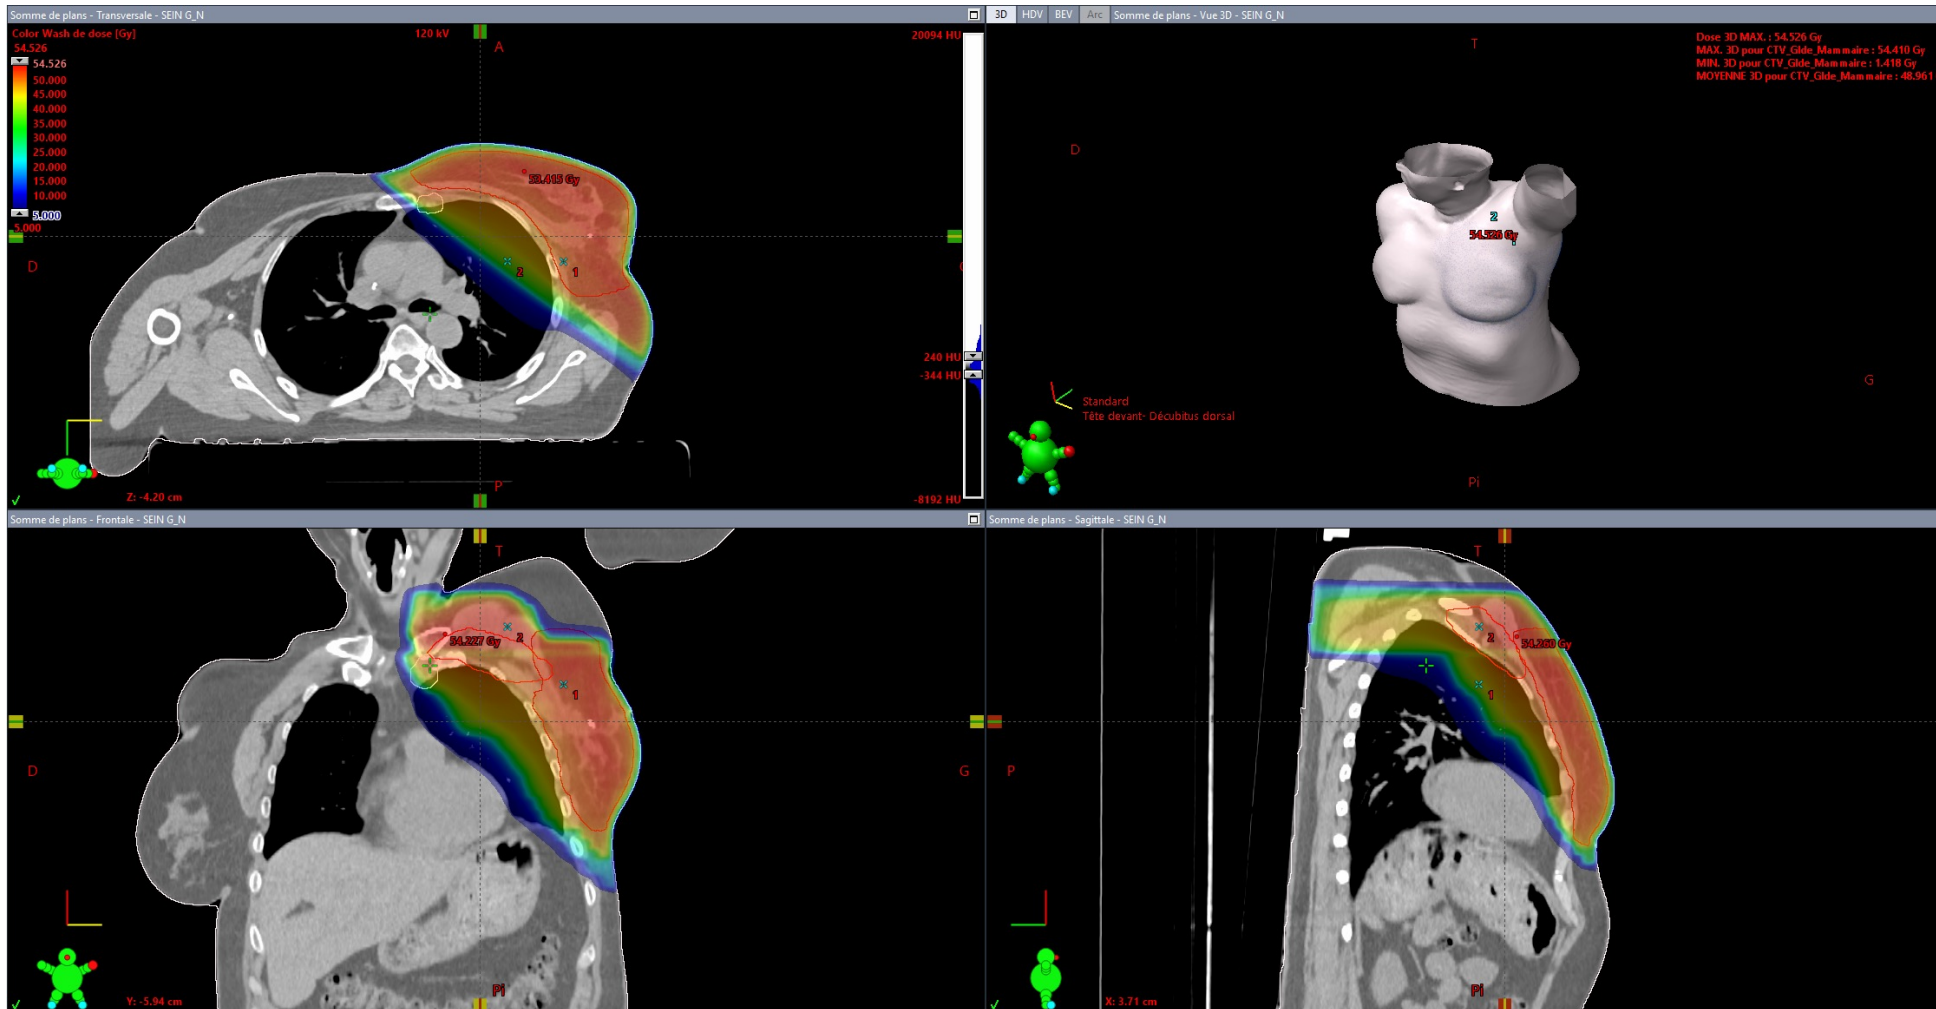 Somme de plans - Transversale - SEIN G_N
Color Wash de dose [Gy]
54.526
54.526
50.000
45.000
40.000
35.000
30.000
25.000
20.000
15.000
10.000
5.000
5.000
120 kV
A
20094 HU
53.415 Gy
D
2
1
240 HU
-344 HU
P
Z: -4.20 cm
-8192 HU
3D HDV BEV Arc Somme de plans - Vue 3D - SEIN G_N
Dose 3D MAX. : 54.526 Gy
MAX. 3D pour CTV_Glde_Mammaire : 54.410 Gy
MIN. 3D pour CTV_Glde_Mammaire : 1.418 Gy
MOYENNE 3D pour CTV_Glde_Mammaire : 48.961
T
D
2
54.526 Gy
G
Standard
Tête devant- Décubitus dorsal
Pi
Somme de plans - Frontale - SEIN G_N
T
2
54.227 Gy
1
D
G
Pi
Y: -5.94 cm
Somme de plans - Sagittale - SEIN G_N
T
2
54.260 Gy
1
P
Pi
X: 3.71 cm